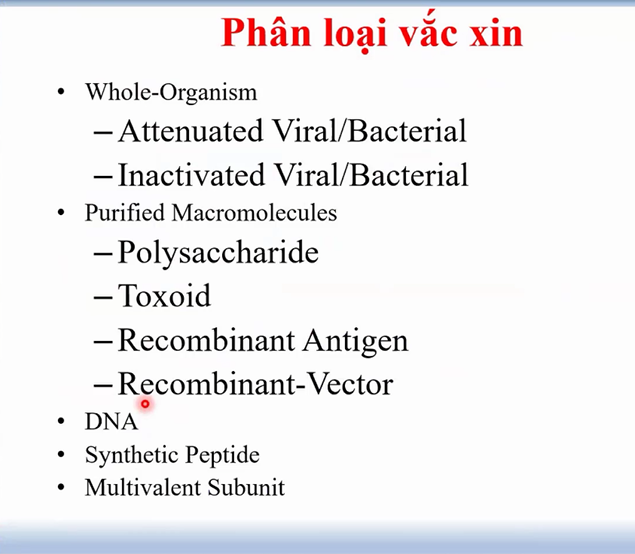 Phân loại vắc xin
• Whole-Organism
– Attenuated Viral/Bacterial
– Inactivated Viral/Bacterial
• Purified Macromolecules
– Polysaccharide
– Toxoid
– Recombinant Antigen
– Recombinant-Vector
• DNA
• Synthetic Peptide
• Multivalent Subunit